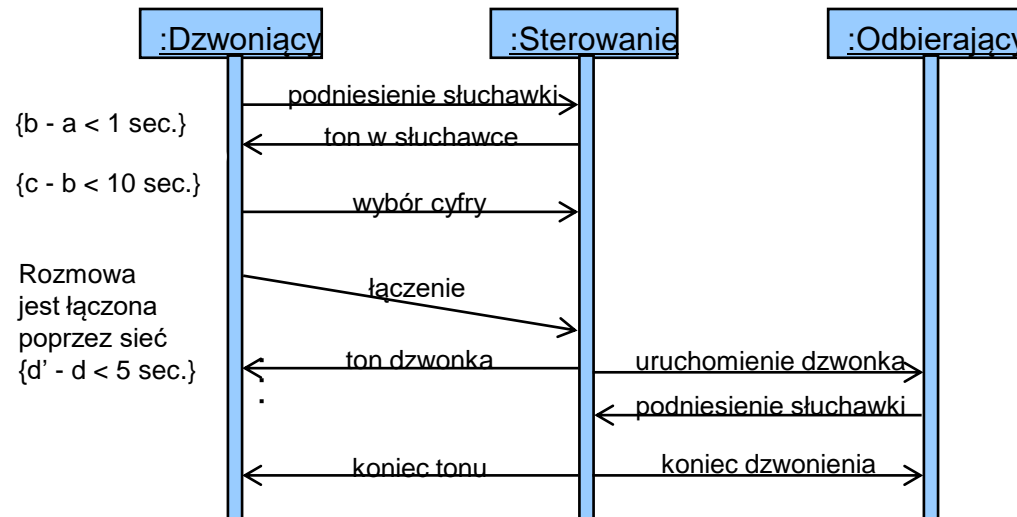 :Dzwoniący
:Sterowanie
:Odbierający
podniesienie słuchawki
{b - a < 1 sec.}
ton w słuchawce
{c - b < 10 sec.}
wybór cyfry
Rozmowa
jest łączona
poprzez sieć
{d’ - d < 5 sec.}
łączenie
ton dzwonka
uruchomienie dzwonka
podniesienie słuchawki
koniec tonu
koniec dzwonienia